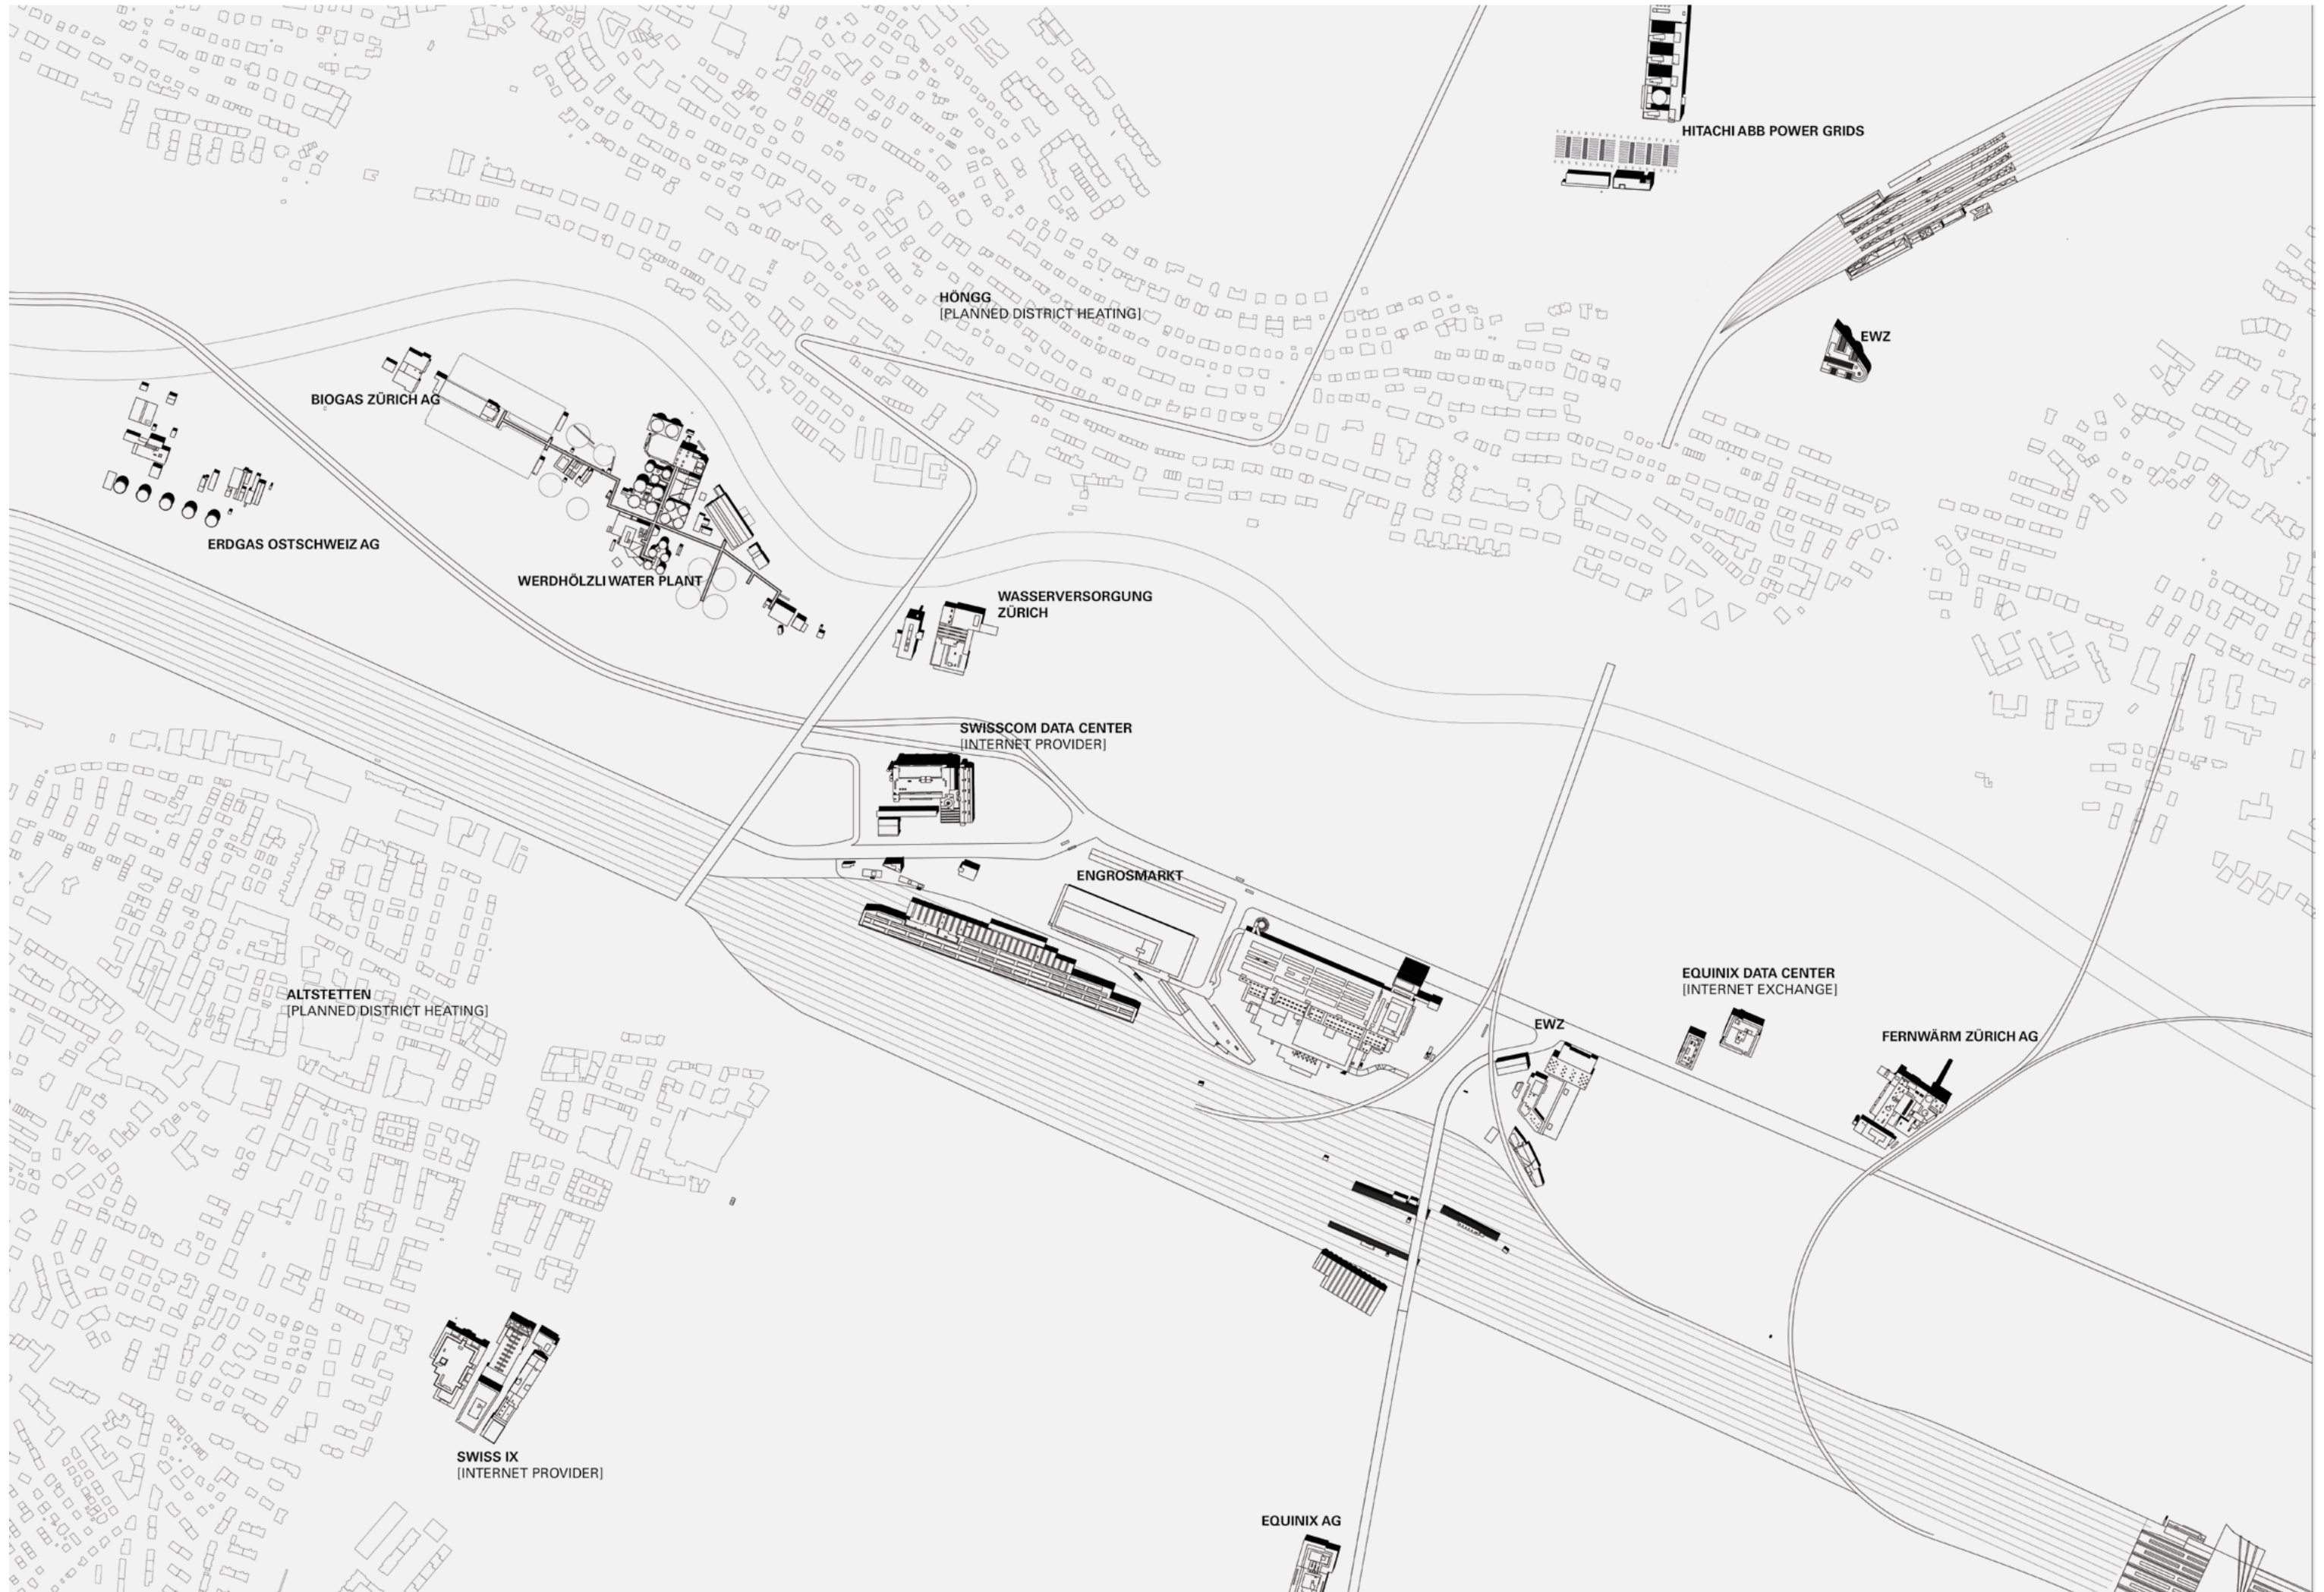 HITACHI ABB POWER GRIDS
HÖNGG
[PLANNED DISTRICT HEATING]
EWZ
BIOGAS ZÜRICH AG
ERDGAS OSTSCHWEIZ AG
WERDHÖLZLI WATER PLANT
WASSERVERSORGUNG
ZÜRICH
SWISSCOM DATA CENTER
[INTERNET PROVIDER]
ENGROSMARKT
EQUINIX DATA CENTER
[INTERNET EXCHANGE]
ALTSTETTEN
[PLANNED DISTRICT HEATING]
EWZ
FERNWÄRM ZÜRICH AG
SWISS IX
[INTERNET PROVIDER]
EQUINIX AG